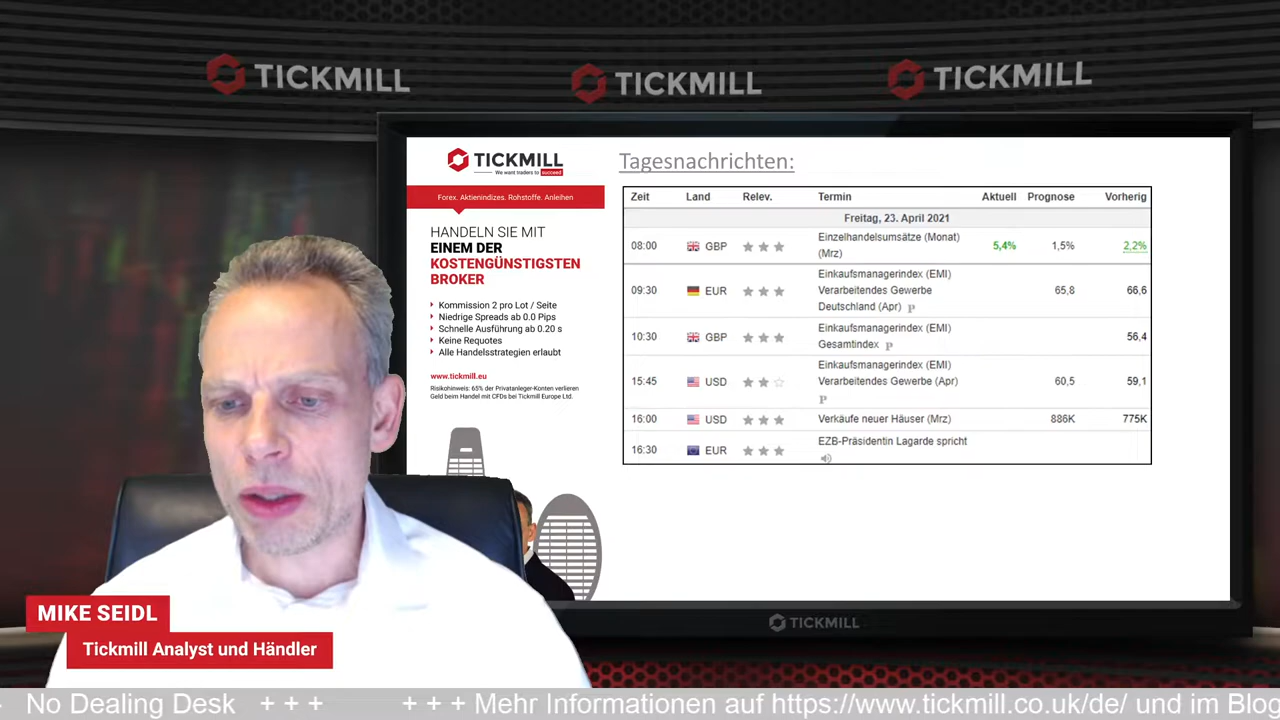 TICKMILL
TICKMILL
TICKMILL
TICKMILL
We want traders to succeed
Forex. Aktienindizes. Rohstoffe. Anleihen
HANDELN SIE MIT
EINEM DER
KOSTENGÜNSTIGSTEN
BROKER
Kommission 2 pro Lot / Seite
Niedrige Spreads ab 0.0 Pips
Schnelle Ausführung ab 0.20 s
Keine Requotes
Alle Handelsstrategien erlaubt
www.tickmill.eu
Risikohinweis: 65% der Privatanleger-Konten verlieren
Geld beim Handel mit CFDs bei Tickmill Europe Ltd.
Tagesnachrichten:
Zeit Land Relev. Termin Aktuell Prognose Vorherig
Freitag, 23. April 2021
08:00 GBP Einzelhandelsumsätze (Monat) (Mrz) 5,4% 1,5% 2,2%
09:30 EUR Einkaufsmanagerindex (EMI) Verarbeitendes Gewerbe Deutschland (Apr) P 65,8 66,6
10:30 GBP Einkaufsmanagerindex (EMI) Gesamtindex P 56,4
15:45 USD Einkaufsmanagerindex (EMI) Verarbeitendes Gewerbe (Apr) P 60,5 59,1
16:00 USD Verkäufe neuer Häuser (Mrz) 886K 775K
16:30 EUR EZB-Präsidentin Lagarde spricht
TICKMILL
MIKE SEIDL
Tickmill Analyst und Händler
No Dealing Desk + + + + + + Mehr Informationen auf https://www.tickmill.co.uk/de/ und im Blog